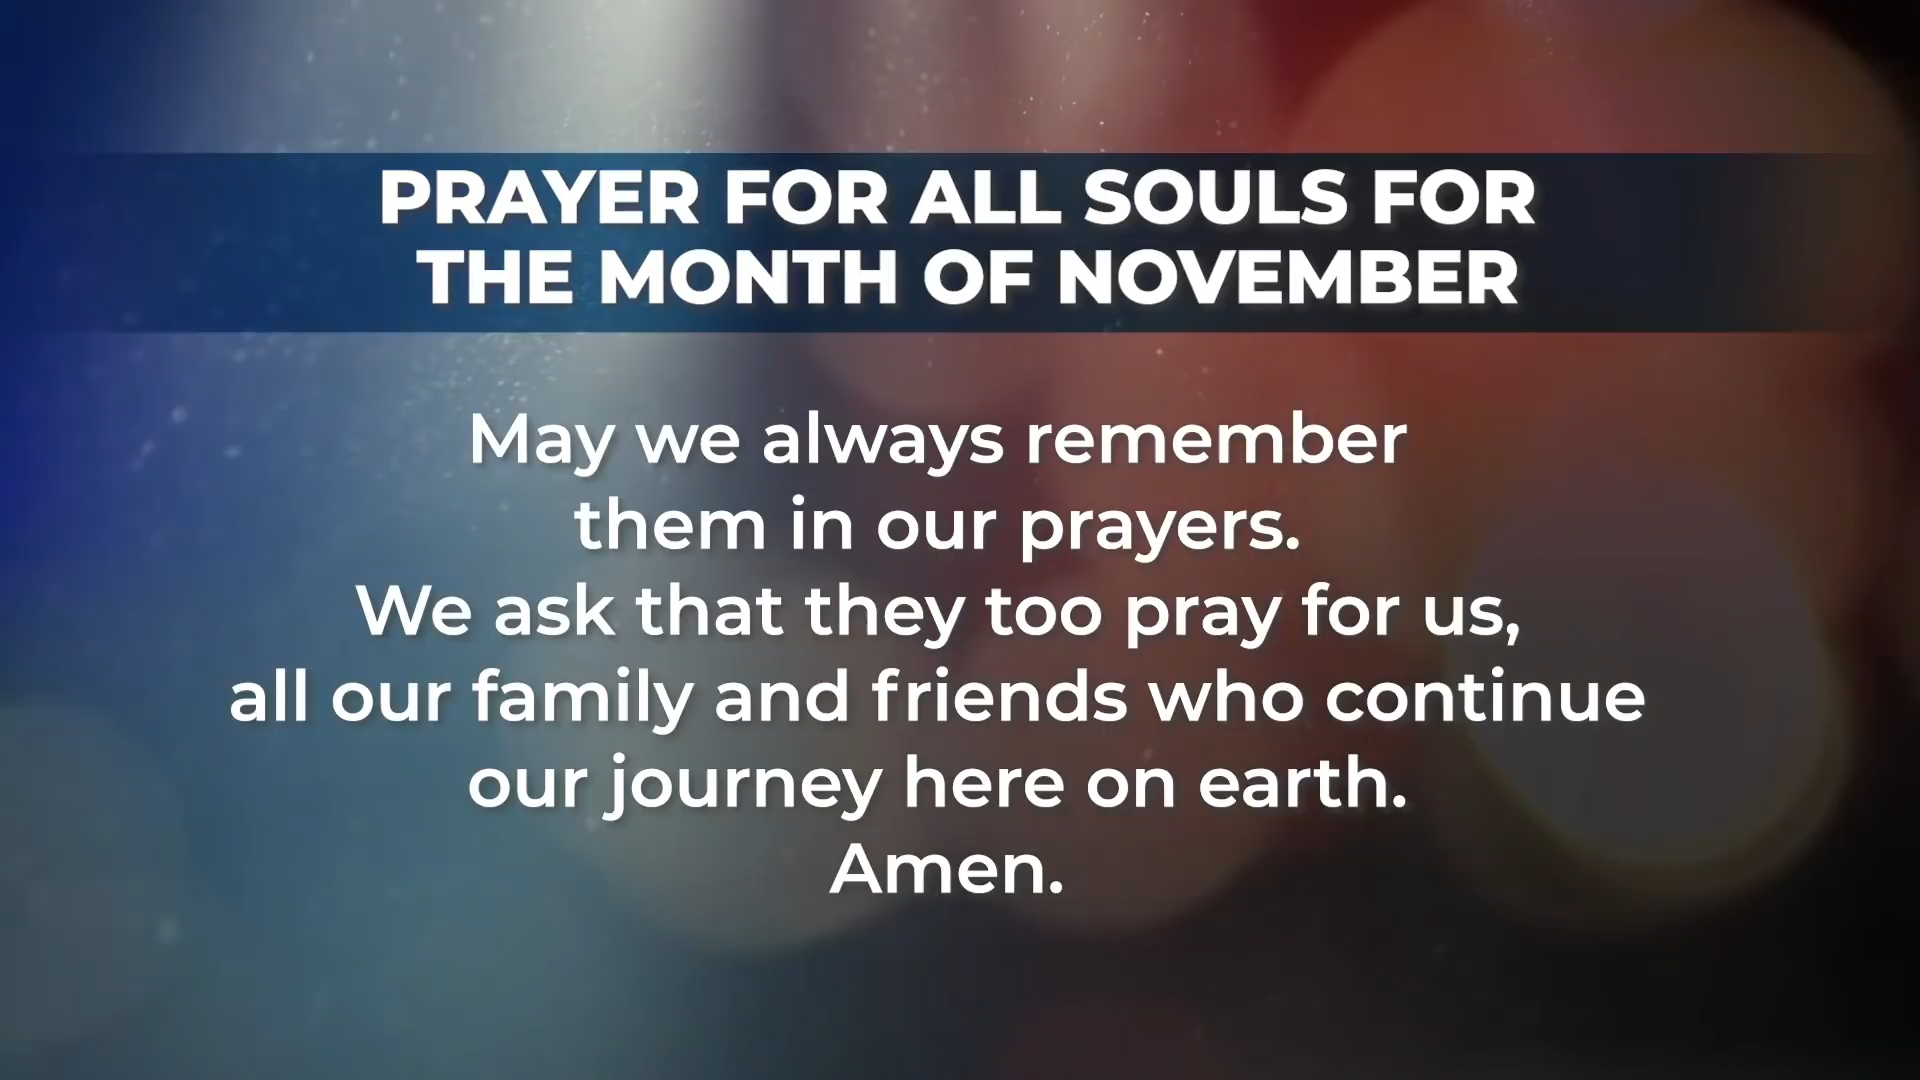 PRAYER FOR ALL SOULS FOR
THE MONTH OF NOVEMBER
May we always remember
them in our prayers.
We ask that they too pray for us,
all our family and friends who continue
our journey here on earth.
Amen.